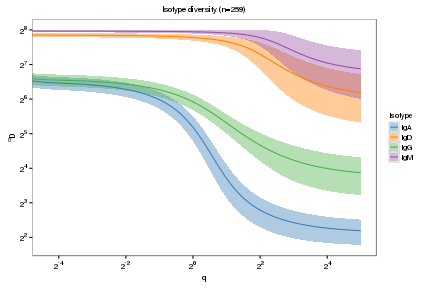 Isotype diversity (n=259)
2^8
2^7
2^6
2^5
2^4
2^3
2^2
qD
2^-4
2^-2
2^0
2^2
2^4
q
Isotype
IgA
IgD
IgG
IgM